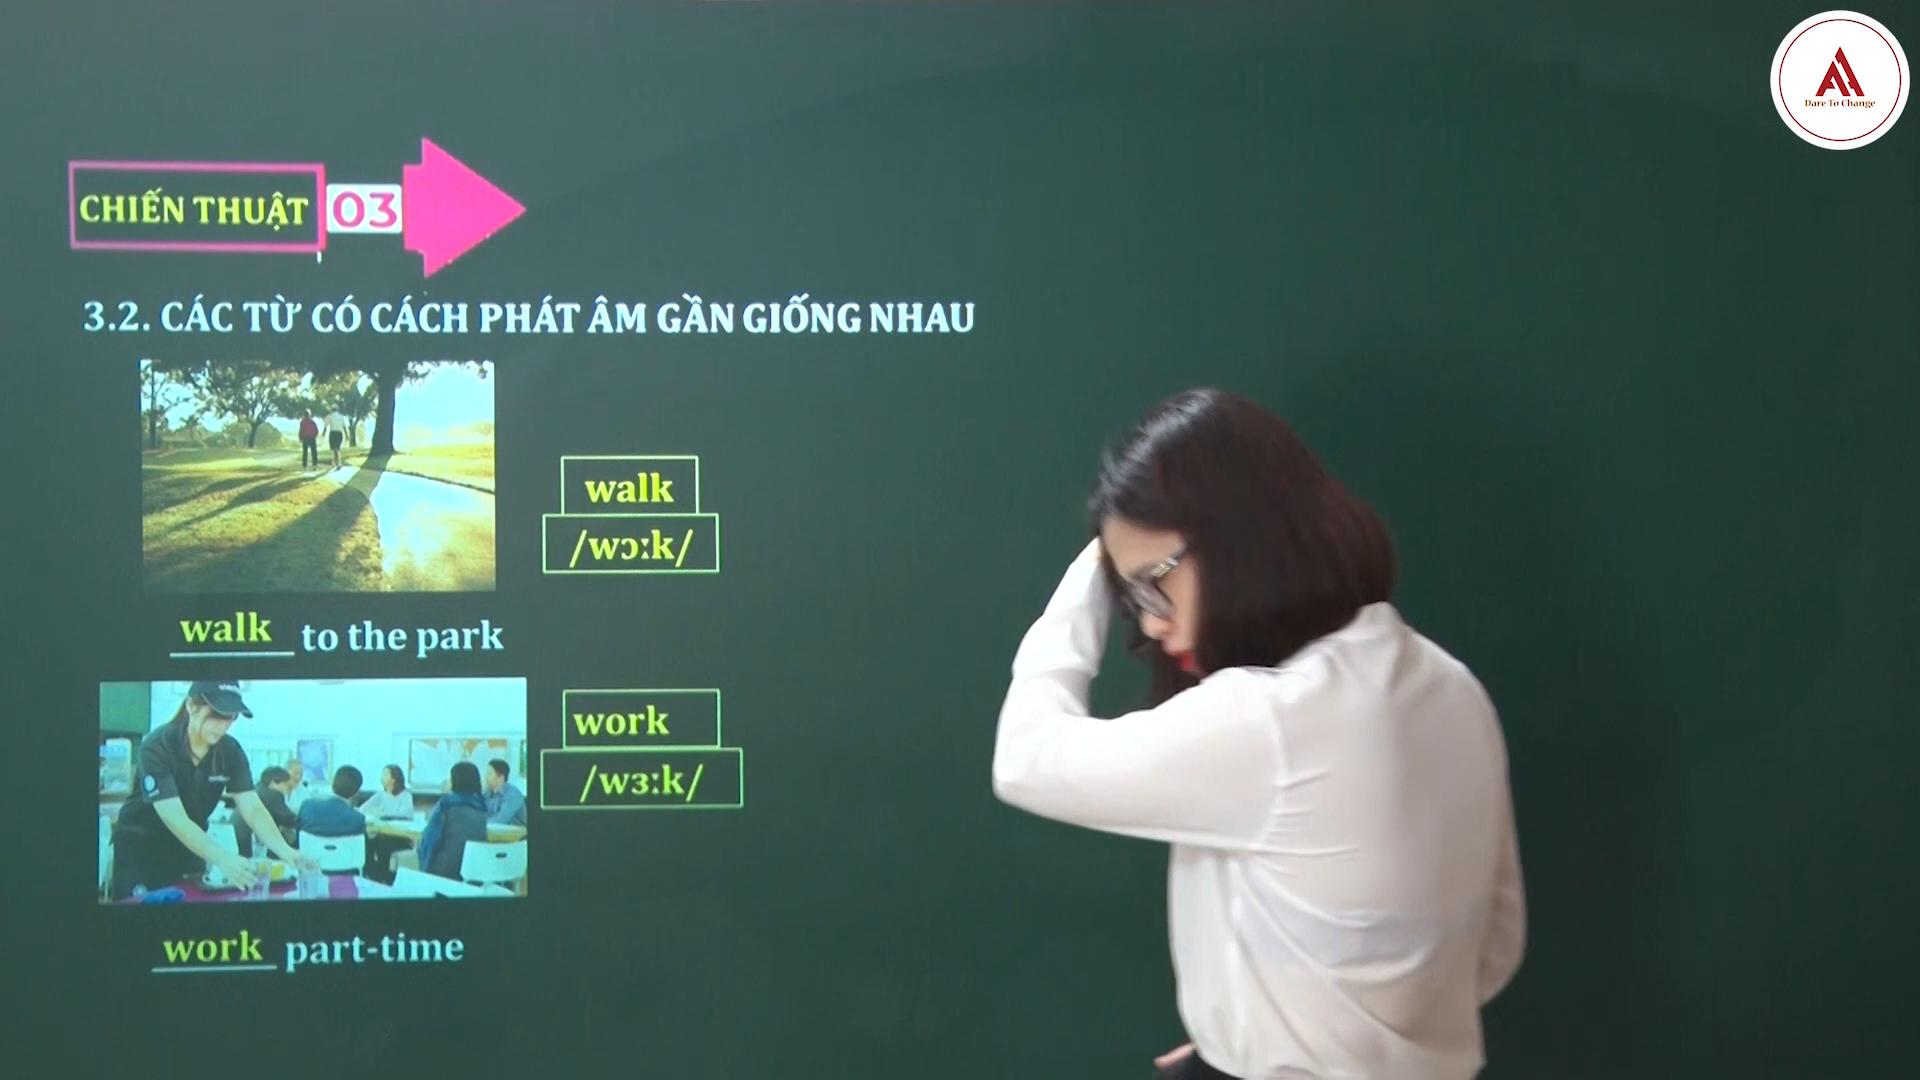 Dare To Change
CHIẾN THUẬT 03
3.2. CÁC TỪ CÓ CÁCH PHÁT ÂM GẦN GIỐNG NHAU
walk
/wɔːk/
walk to the park
work
/wɜːk/
work part-time